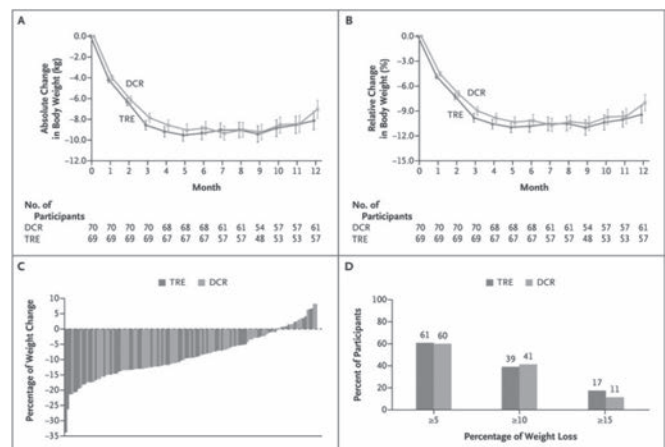 A
0.0
-2.0
-4.0
-6.0
-8.0
-10.0
-12.0
Absolute Change
in Body Weight (kg)
DCR
TRE
0 1 2 3 4 5 6 7 8 9 10 11 12
Month
No. of
Participants
DCR 70 70 70 70 68 68 68 61 61 54 57 57 61
TRE 69 69 69 69 67 67 67 57 57 48 53 53 57
B
0.0
-3.0
-6.0
-9.0
-12.0
-15.0
Relative Change
in Body Weight (%)
DCR
TRE
0 1 2 3 4 5 6 7 8 9 10 11 12
Month
No. of
Participants
DCR 70 70 70 70 68 68 68 61 61 54 57 57 61
TRE 69 69 69 69 67 67 67 57 57 48 53 53 57
C
TRE DCR
10
5
0
-5
-10
-15
-20
-25
-30
-35
Percentage of Weight Change
D
TRE DCR
100
80
60
40
20
0
Percent of Participants
61 60
39 41
17 11
≥5 ≥10 ≥15
Percentage of Weight Loss